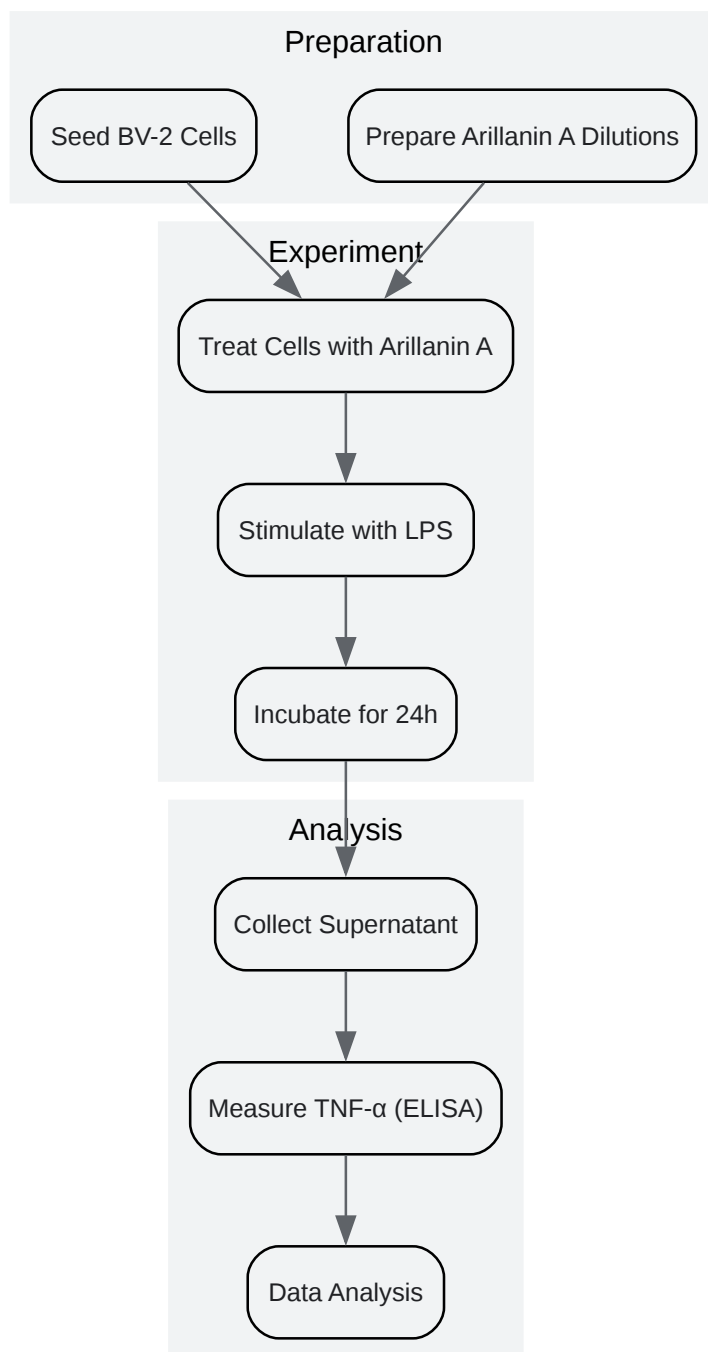 Preparation
Seed BV-2 Cells
Prepare Arillanin A Dilutions
Experiment
Treat Cells with Arillanin A
Stimulate with LPS
Incubate for 24h
Analysis
Collect Supernatant
Measure TNF-α (ELISA)
Data Analysis